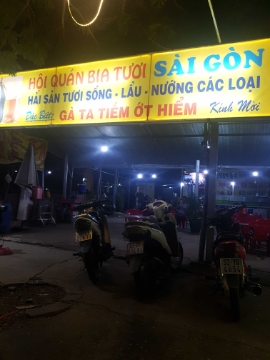 HỘI QUÁN BIA TƯƠI SÀI GÒN
HẢI SẢN TƯƠI SỐNG - LẨU - NƯỚNG CÁC LOẠI
Đặc Biệt: GÀ TA TIỀM ỚT HIỂM Kính Mời